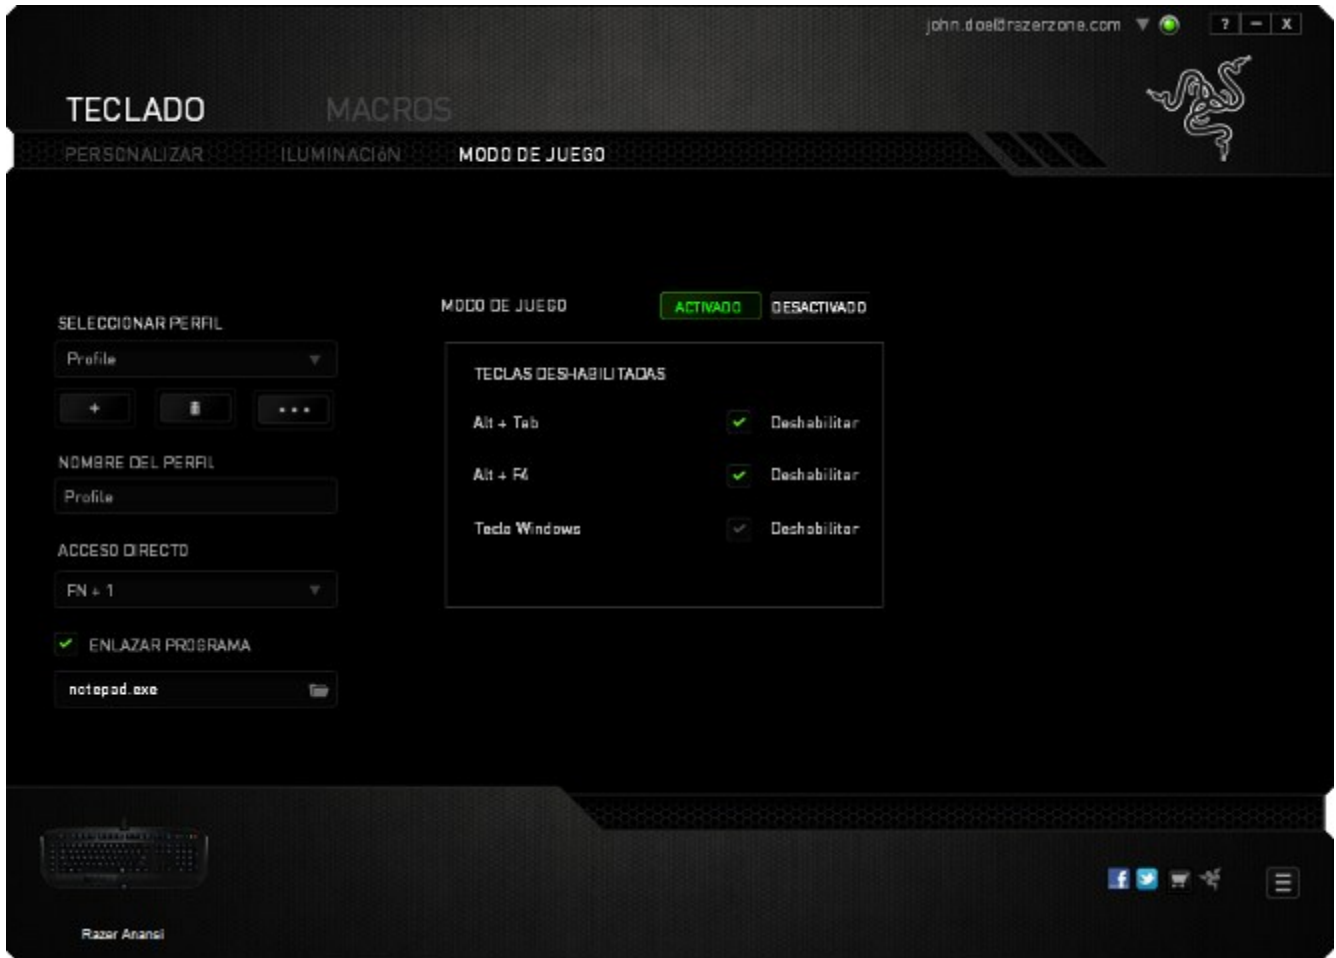 john.doe@razerzone.com
?
X
TECLADO MACROS
PERSONALIZAR ILUMINACIÓN MODO DE JUEGO
MODO DE JUEGO ACTIVADO DESACTIVADO
SELECCIONAR PERFIL
Profile
TECLAS DESHABILITADAS
Alt + Tab Deshabilitar
NOMBRE DEL PERFIL
Alt + F4 Deshabilitar
Profile
Tecla Windows Deshabilitar
ACCESO DIRECTO
FN + 1
ENLAZAR PROGRAMA
notepad.exe
Razer Anansi